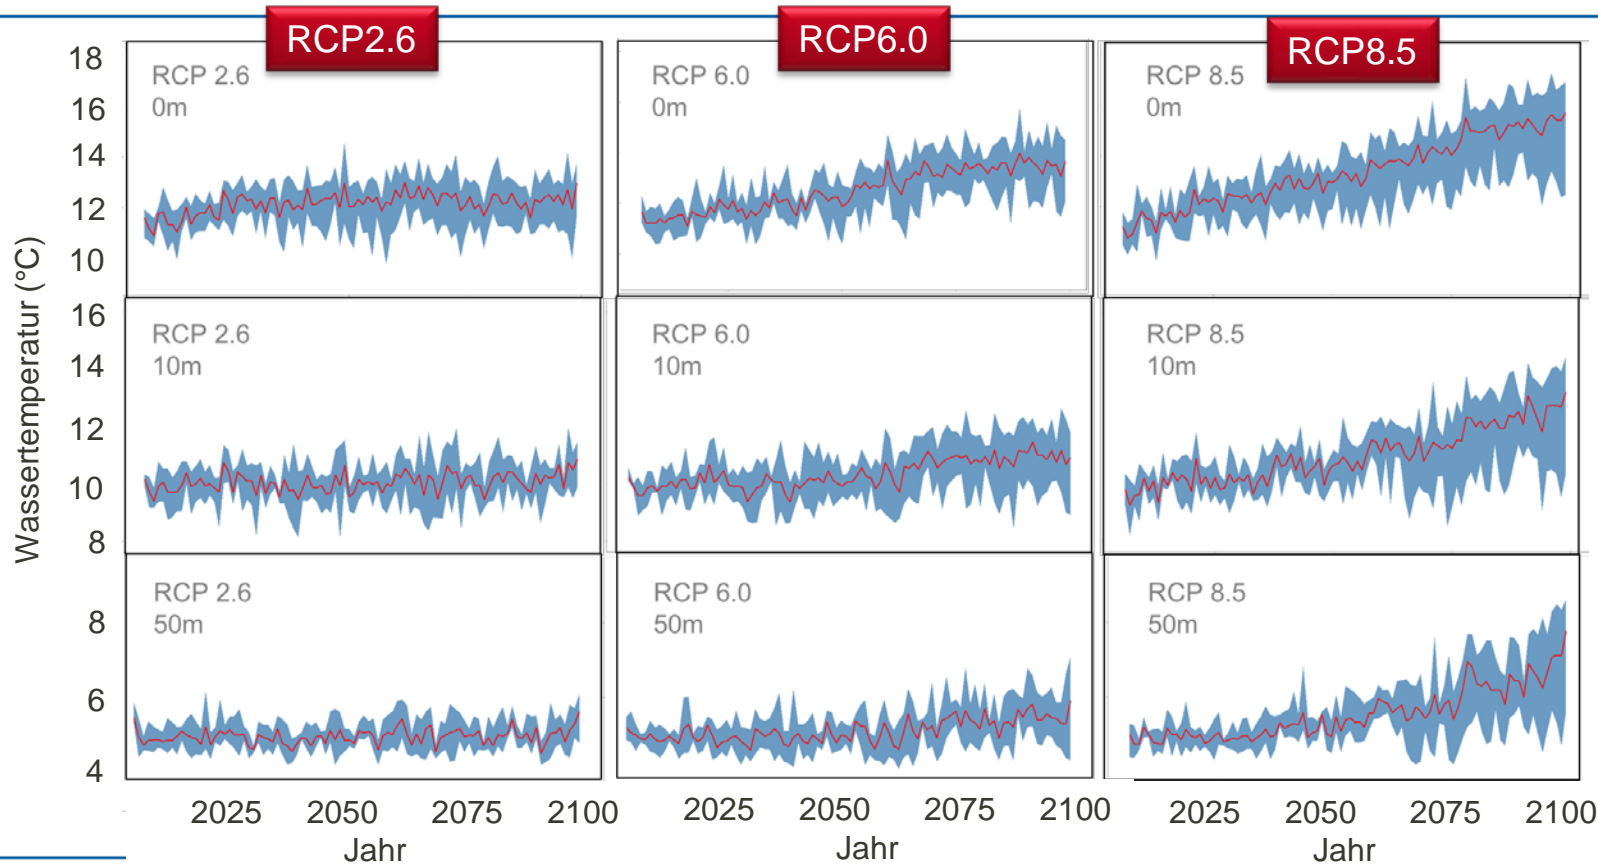 RCP2.6
RCP6.0
RCP8.5
Wassertemperatur (°C)
18
16
14
12
10
RCP 2.6
0m
RCP 6.0
0m
RCP 8.5
0m
16
14
12
10
8
RCP 2.6
10m
RCP 6.0
10m
RCP 8.5
10m
8
6
4
RCP 2.6
50m
RCP 6.0
50m
RCP 8.5
50m
2025 2050 2075 2100
Jahr
2025 2050 2075 2100
Jahr
2025 2050 2075 2100
Jahr